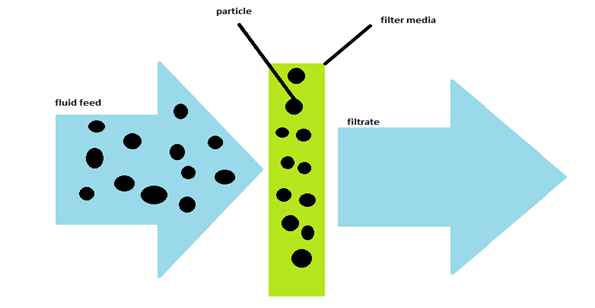 particle
filter media
fluid feed
filtrate